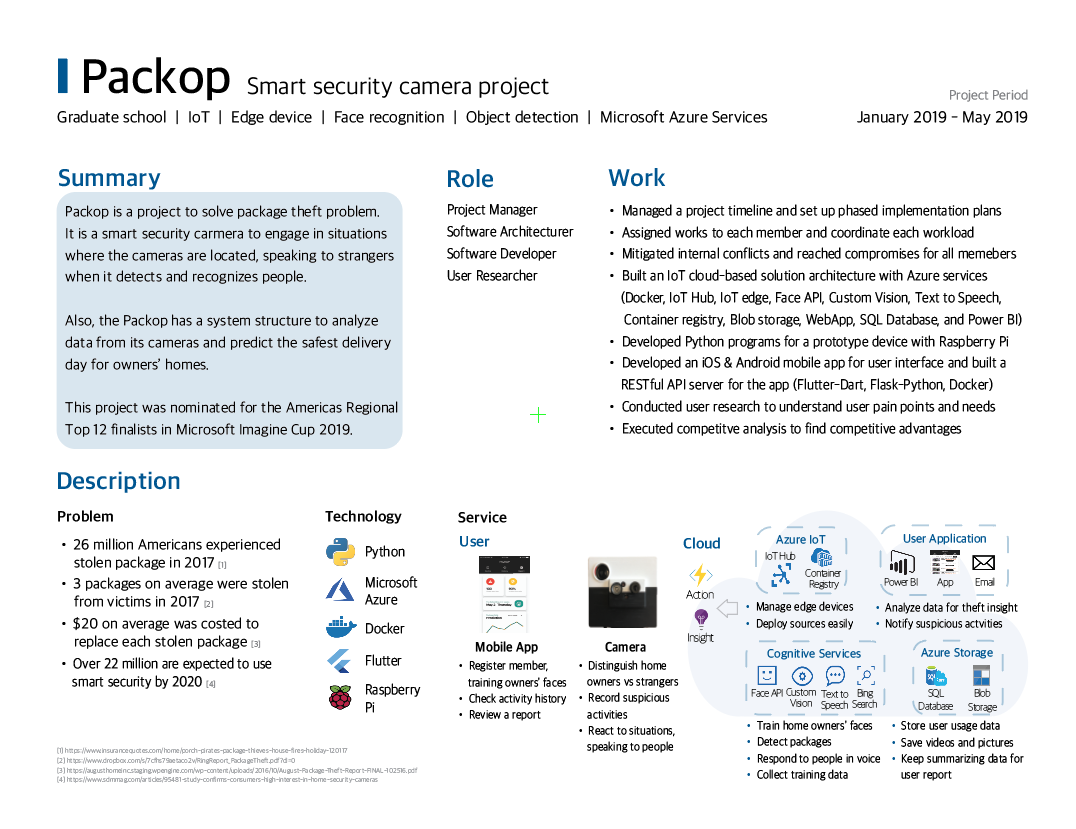 Packop Smart security camera project
Project Period
Graduate school | IoT | Edge device | Face recognition | Object detection | Microsoft Azure Services
January 2019 - May 2019
Summary
Packop is a project to solve package theft problem.
It is a smart security carmera to engage in situations
where the cameras are located, speaking to strangers
when it detects and recognizes people.
Also, the Packop has a system structure to analyze
data from its cameras and predict the safest delivery
day for owners' homes.
This project was nominated for the Americas Regional
Top 12 finalists in Microsoft Imagine Cup 2019.
Role
Project Manager
Software Architecturer
Software Developer
User Researcher
Work
• Managed a project timeline and set up phased implementation plans
• Assigned works to each member and coordinate each workload
• Mitigated internal conflicts and reached compromises for all memebers
• Built an IoT cloud-based solution architecture with Azure services
(Docker, IoT Hub, IoT edge, Face API, Custom Vision, Text to Speech,
Container registry, Blob storage, WebApp, SQL Database, and Power BI)
• Developed Python programs for a prototype device with Raspberry Pi
• Developed an iOS & Android mobile app for user interface and built a
RESTful API server for the app (Flutter-Dart, Flask-Python, Docker)
• Conducted user research to understand user pain points and needs
• Executed competitve analysis to find competitive advantages
Description
Problem
• 26 million Americans experienced
stolen package in 2017 [1]
• 3 packages on average were stolen
from victims in 2017 [2]
• $20 on average was costed to
replace each stolen package [3]
• Over 22 million are expected to use
smart security by 2020 [4]
Technology
Python
Microsoft
Azure
Docker
Flutter
Raspberry
Pi
Service
User
Mobile App
• Register member,
training owners' faces
• Check activity history
• Review a report
Camera
• Distinguish home
owners vs strangers
• Record suspicious
activities
• React to situations,
speaking to people
Cloud
Action
Insight
Azure IoT
IoT Hub
Container
Registry
• Manage edge devices
• Deploy sources easily
User Application
Power BI
App
Email
• Analyze data for theft insight
• Notify suspicious actvities
Cognitive Services
Face API
Custom
Vision
Text to
Speech
Bing
Search
• Train home owners' faces
• Detect packages
• Respond to people in voice
• Collect training data
Azure Storage
SQL
Database
Blob
Storage
• Store user usage data
• Save videos and pictures
• Keep summarizing data for
user report
[1] https://www.insurancequotes.com/home/porch-pirates-package-thieves-house-fires-holiday-120117
[3] https://augusthomeinc.staging.wpengine.com/wp-content/uploads/2016/10/August-Package-Theft-Report-FINAL-102516.pdf
[4] https://www.sdmmag.com/articles/95481-study-confirms-consumers-high-interest-in-home-security-cameras